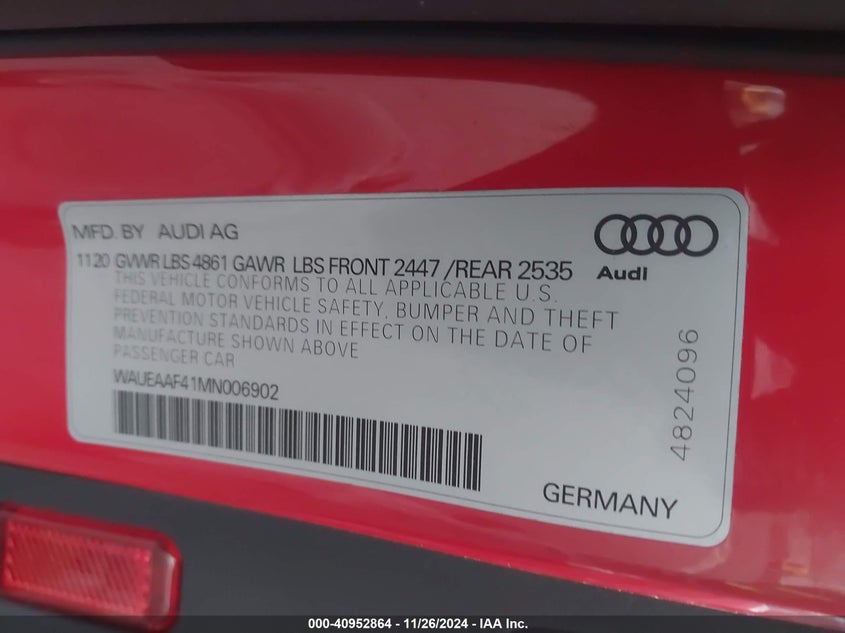 MFD. BY AUDI AG
11 20 GVWR LBS 4861 GAWR LBS FRONT 2447 /REAR 2535
Audi
THIS VEHICLE CONFORMS TO ALL APPLICABLE U.S.
FEDERAL MOTOR VEHICLE SAFETY, BUMPER AND THEFT
PREVENTION STANDARDS IN EFFECT ON THE DATE OF
MANUFACTURE SHOWN ABOVE
PASSENGER CAR
WAUEAAF41MN006902
4824096
GERMANY
000-40952864 - 11/26/2024 - IAA Inc.